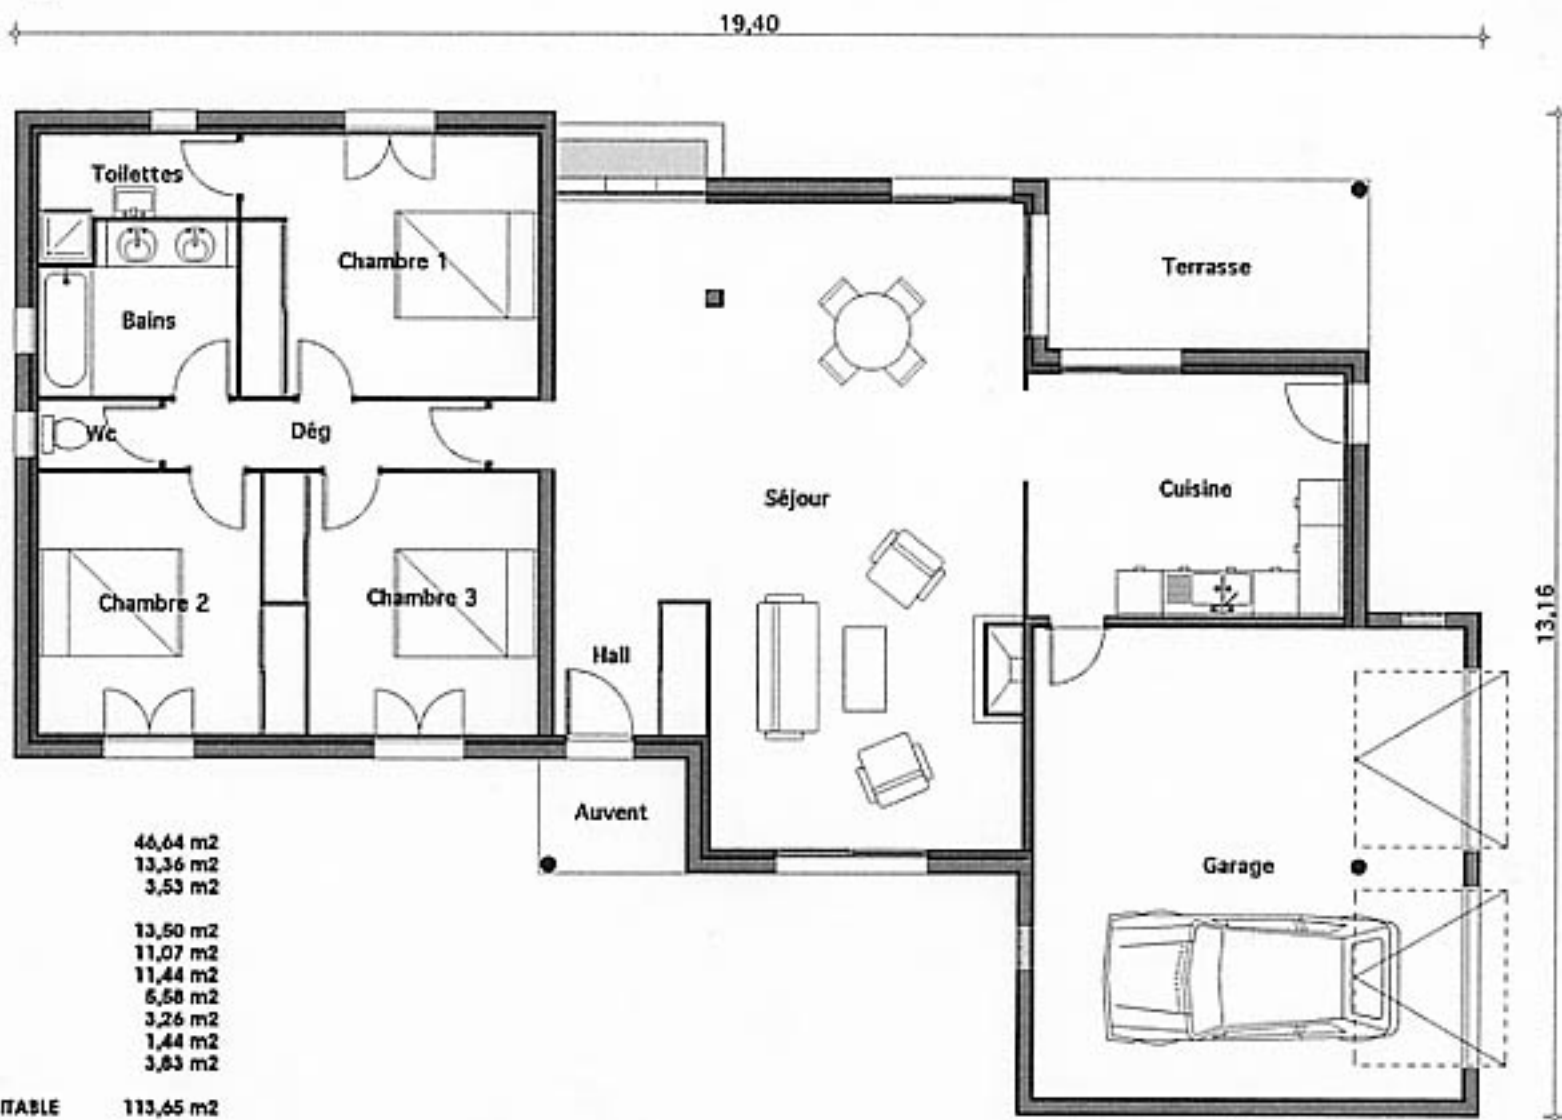 19,40
Toilettes
Chambre 1
Terrasse
Bains
Wc
Dég
Séjour
Cuisine
Chambre 2
Chambre 3
13,16
Hall
Auvent
Garage
46,64 m2
13,36 m2
3,53 m2
13,50 m2
11,07 m2
11,44 m2
5,58 m2
3,26 m2
1,44 m2
3,83 m2
ITABLE 113,65 m2